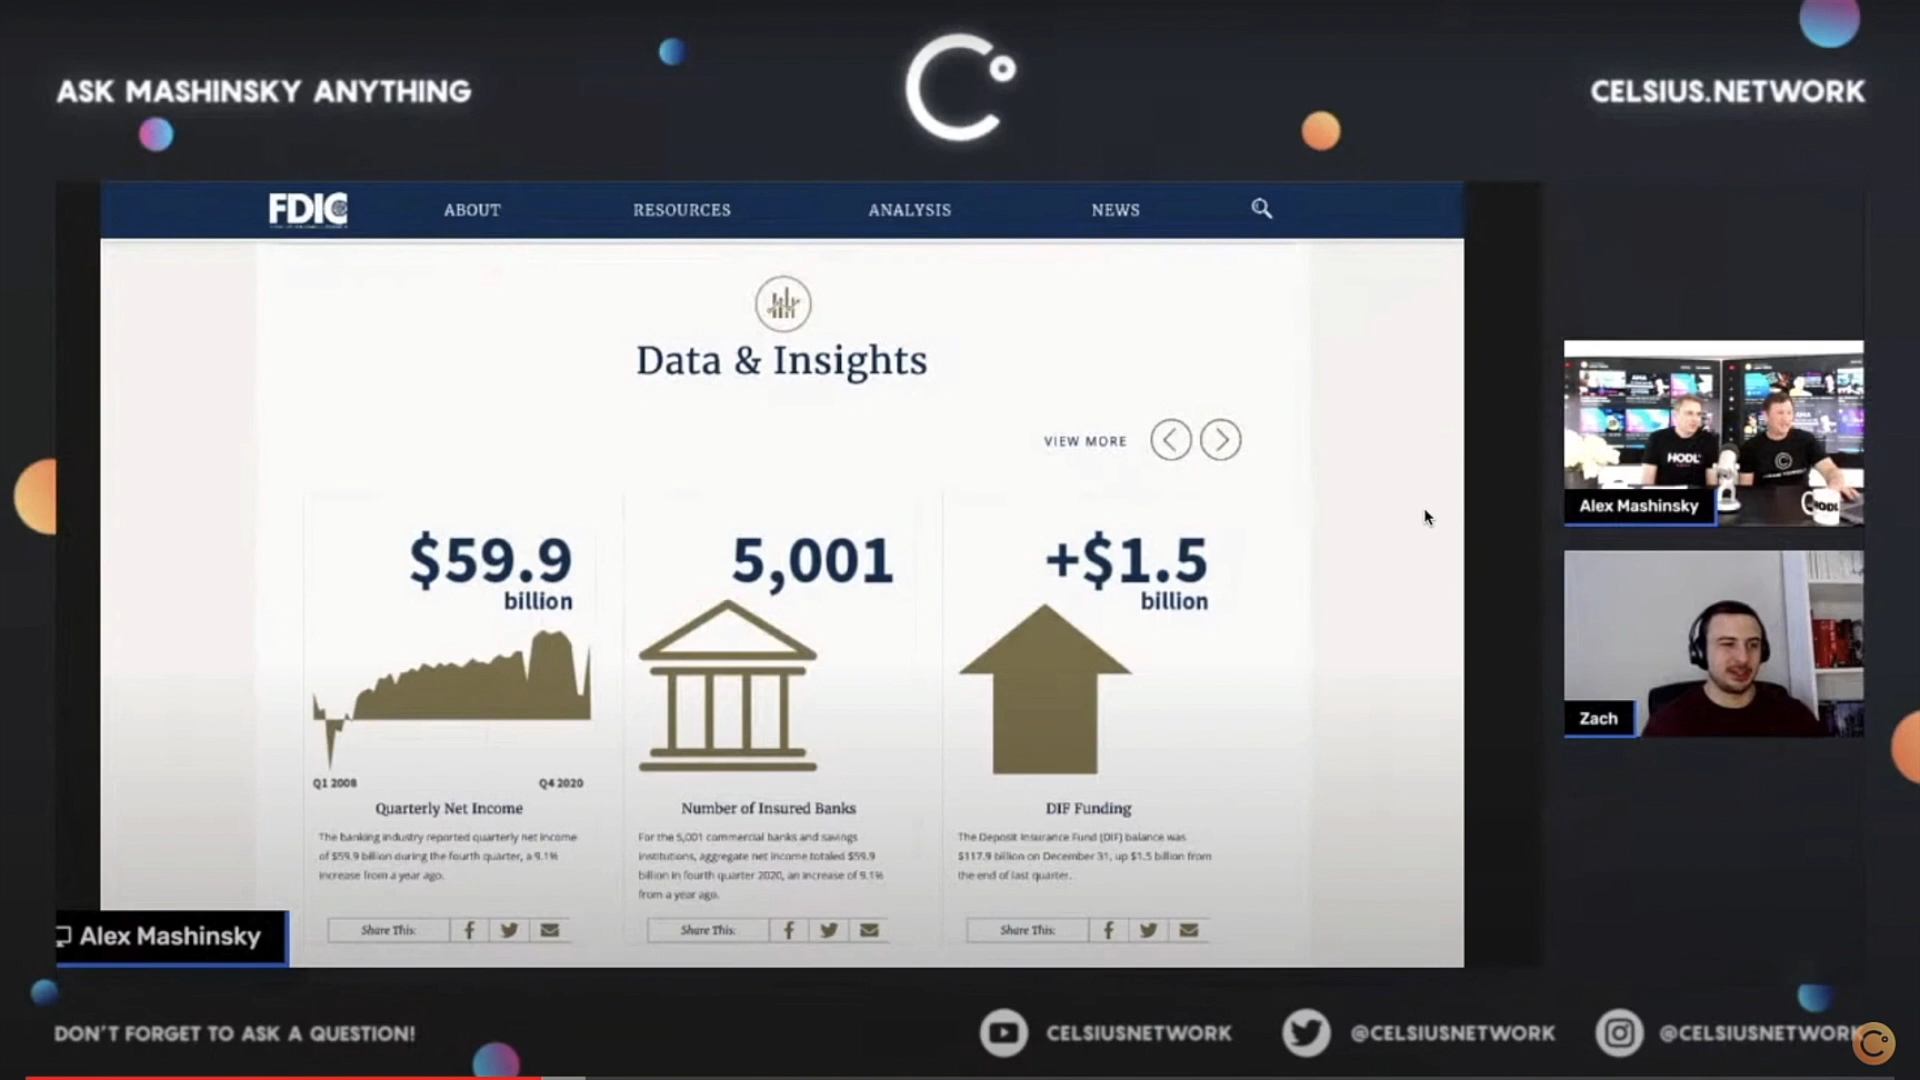 ASK MASHINSKY ANYTHING
CELSIUS.NETWORK
FDIC
ABOUT
RESOURCES
ANALYSIS
NEWS
Data & Insights
VIEW MORE
$59.9
billion
Q1 2008
Q4 2020
Quarterly Net Income
The banking industry reported quarterly net income
of $59.9 billion during the fourth quarter, a 9.1%
increase from a year ago.
Share This:
5,001
Number of Insured Banks
For the 5,001 commercial banks and savings
institutions, aggregate net income totaled $59.9
billion in fourth quarter 2020, an increase of 9.1%
from a year ago.
Share This:
+$1.5
billion
DIF Funding
The Deposit Insurance Fund (DIF) balance was
$117.9 billion on December 31, up $1.5 billion from
the end of last quarter.
Share This:
HODL
HODL
Alex Mashinsky
Zach
Alex Mashinsky
DON'T FORGET TO ASK A QUESTION!
CELSIUSNETWORK
@CELSIUSNETWORK
@CELSIUSNETWORK